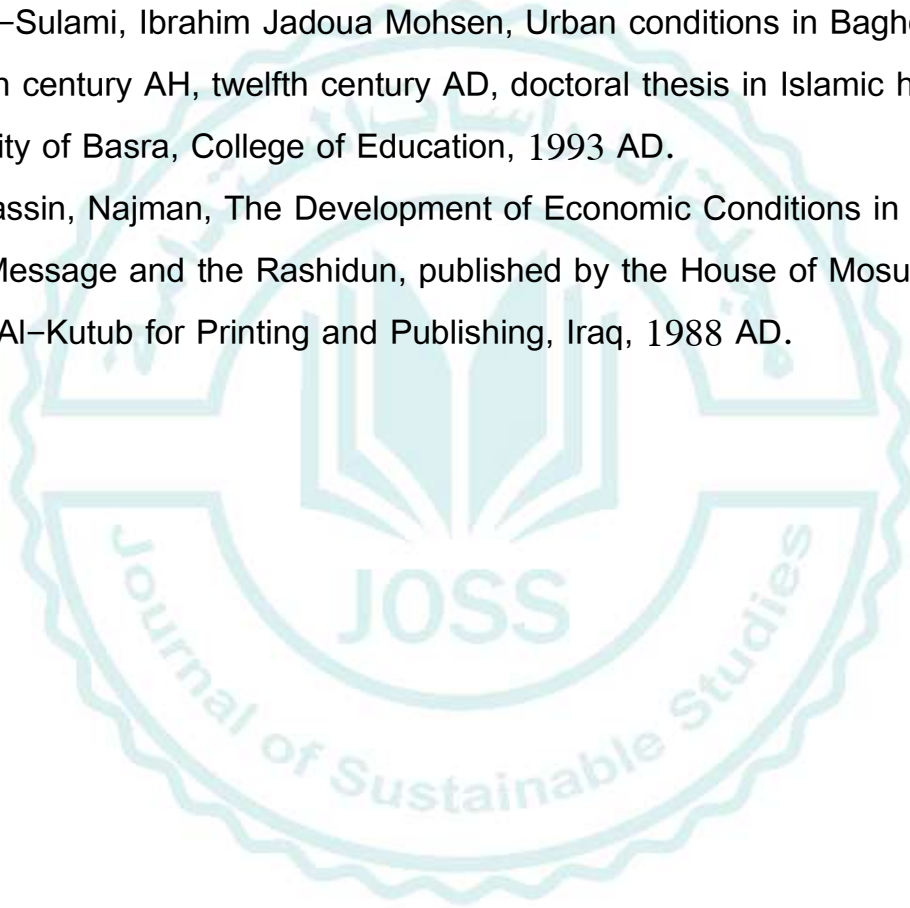 –Sulami, Ibrahim Jadoua Mohsen, Urban conditions in Baghd
h century AH, twelfth century AD, doctoral thesis in Islamic h
ity of Basra, College of Education, 1993 AD.
assin, Najman, The Development of Economic Conditions in
Message and the Rashidun, published by the House of Mosu
Al–Kutub for Printing and Publishing, Iraq, 1988 AD.
JOSS
Journal of Sustainable Studies